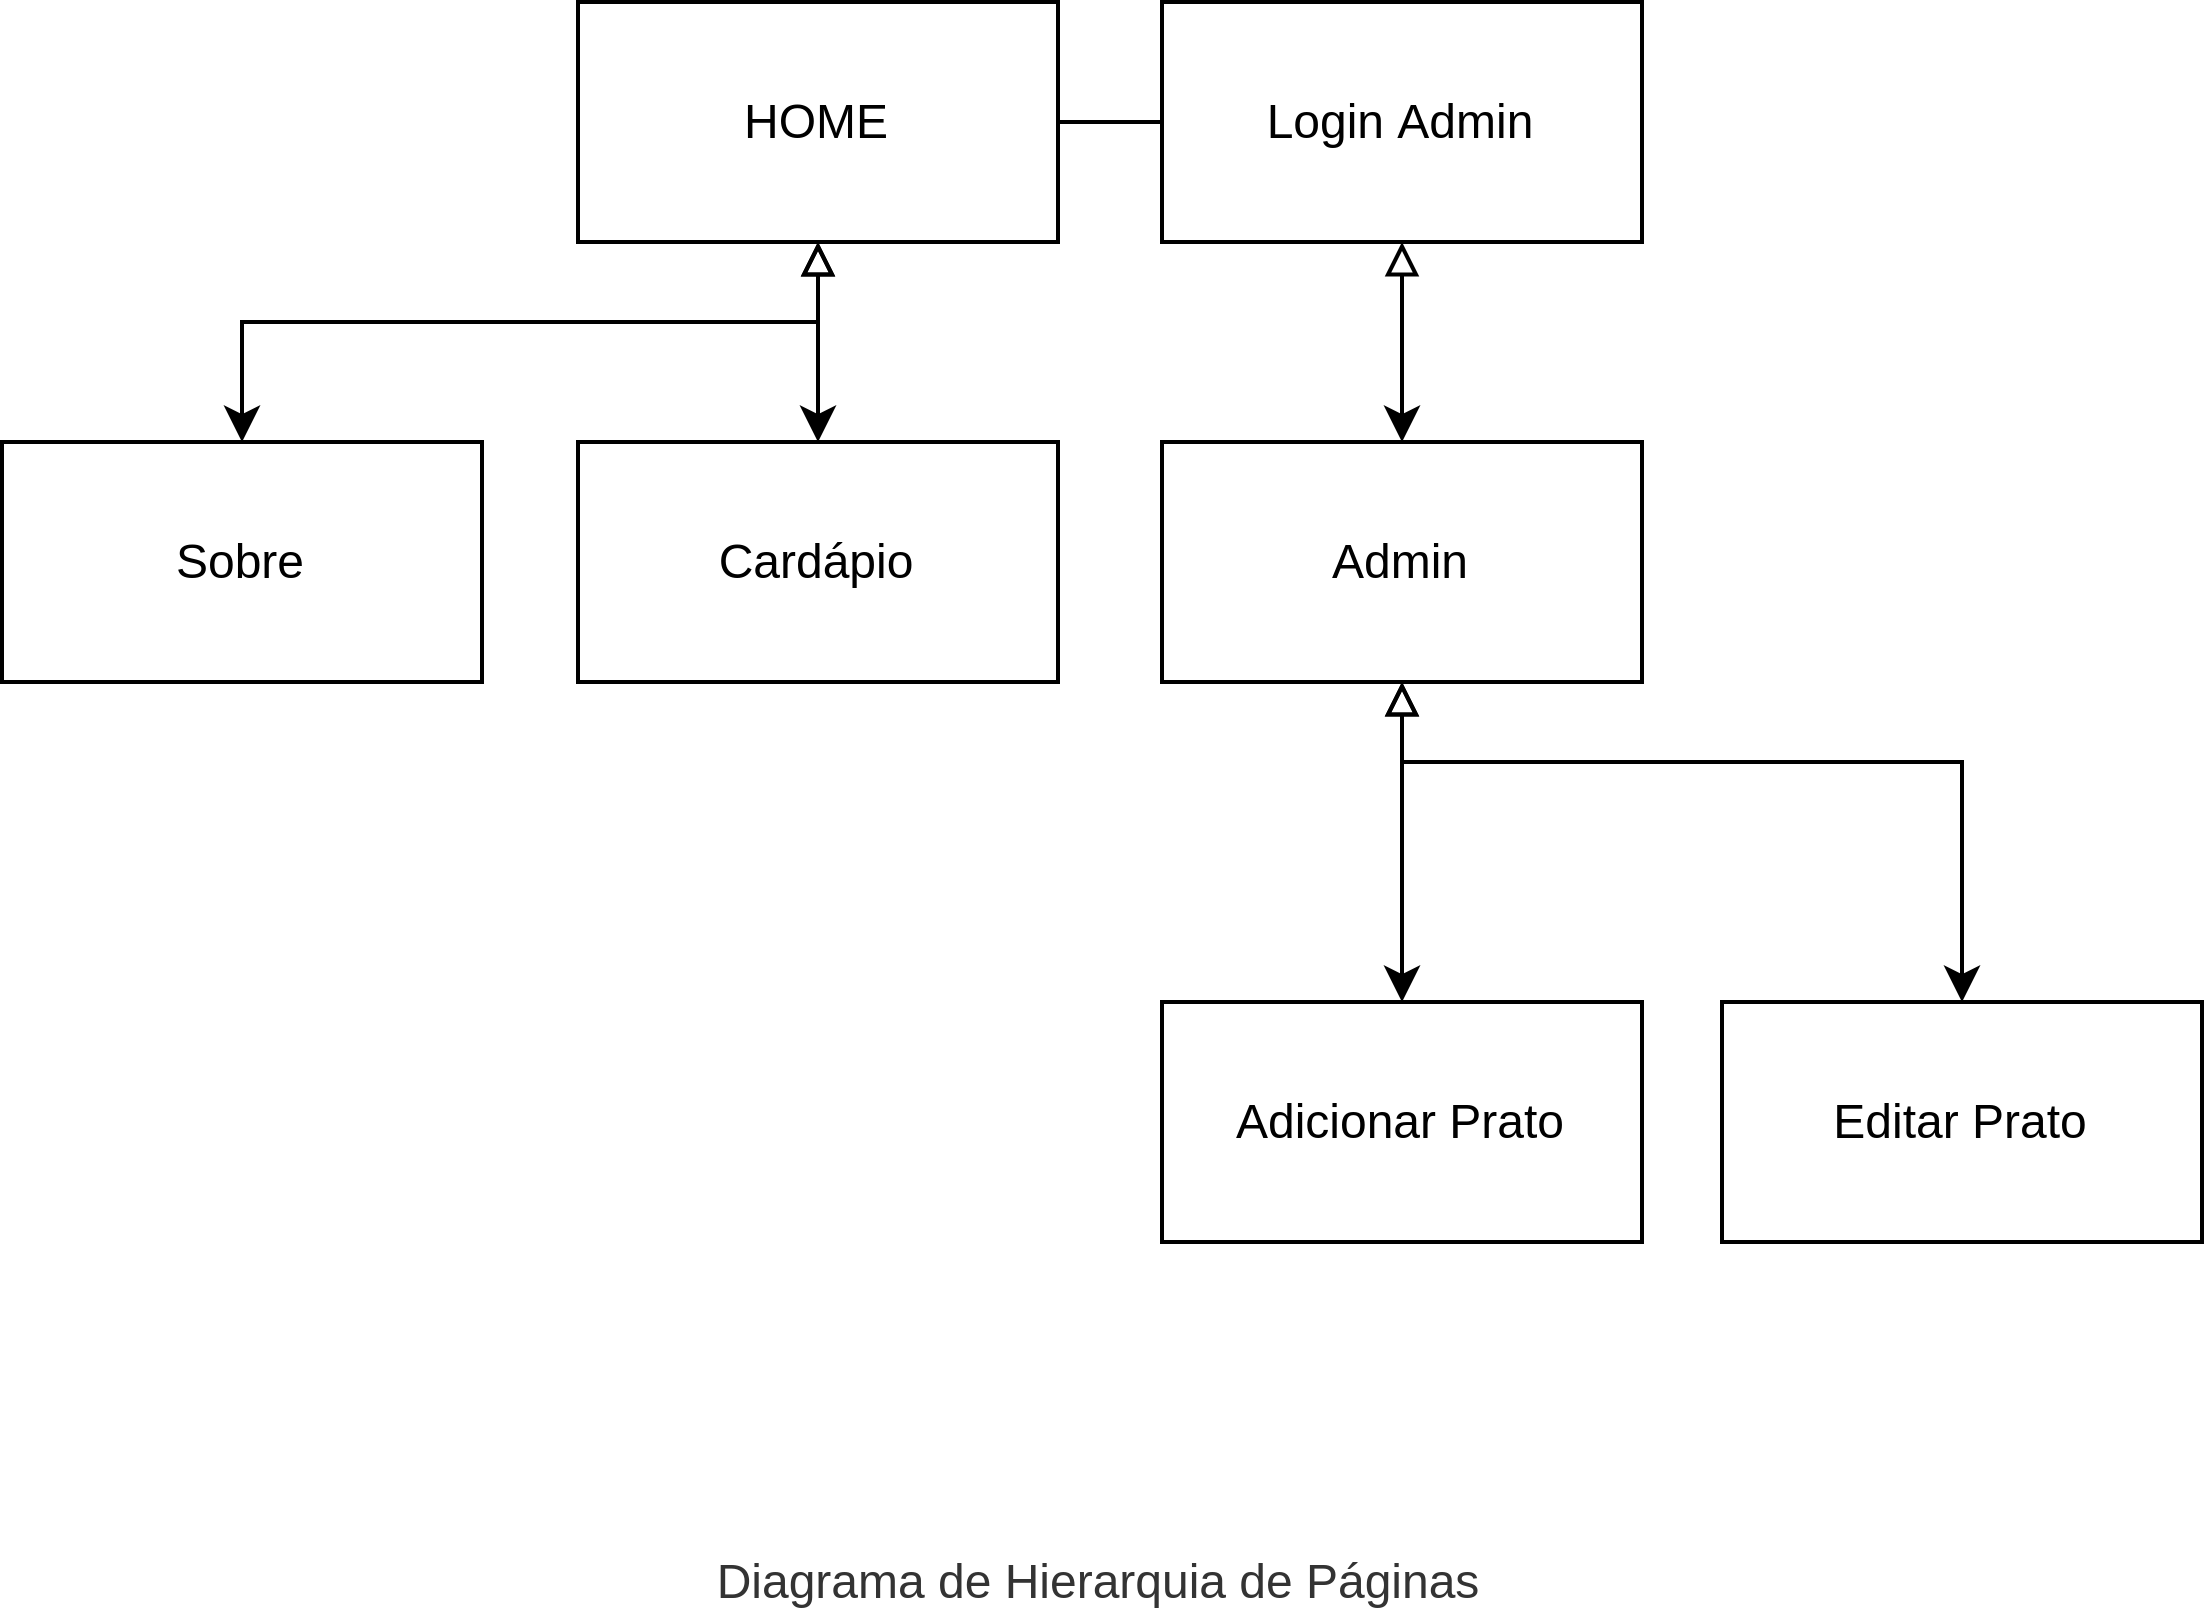 HOME
Login Admin
Sobre
Cardápio
Admin
Adicionar Prato
Editar Prato
Diagrama de Hierarquia de Páginas